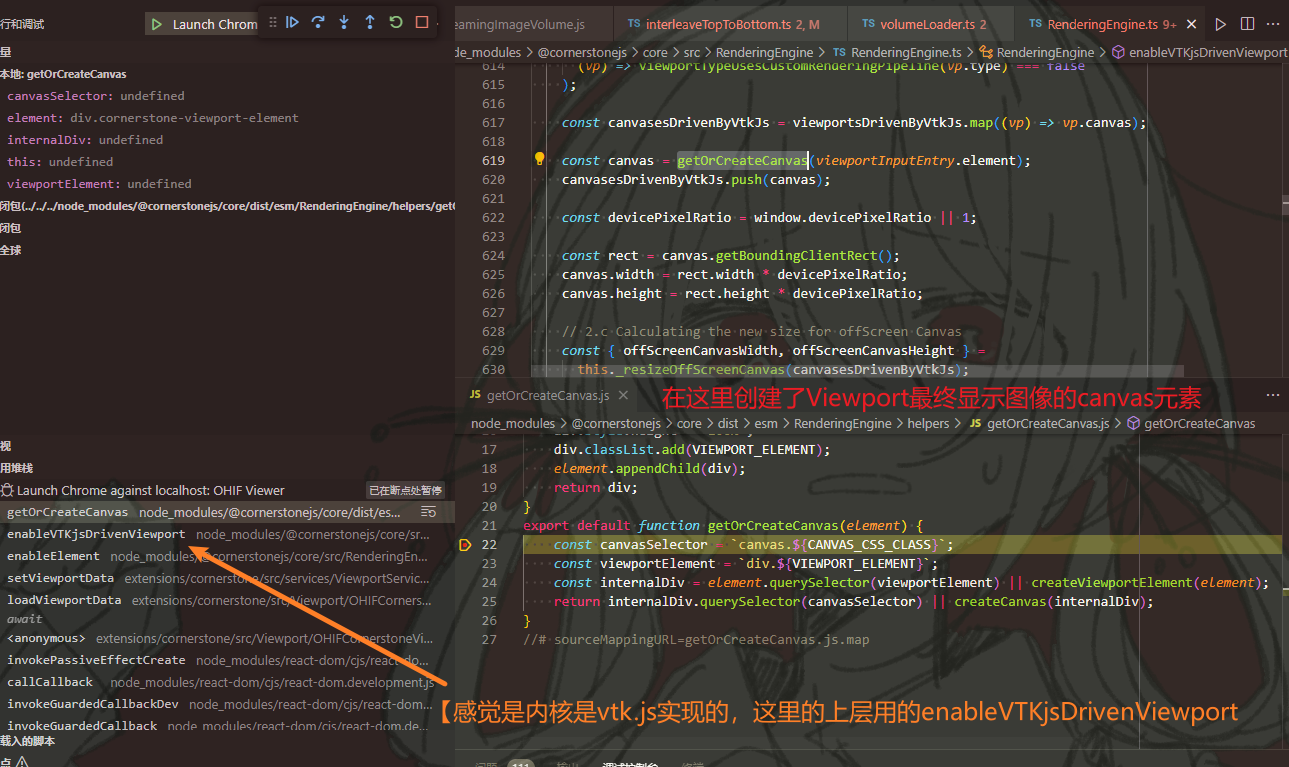 行和调试
Launch Chrom
eamingImageVolume.js
TS interleaveTopToBottom.ts 2, M
TS volumeLoader.ts 2
TS RenderingEngine.ts 9+
de_modules > @cornerstonejs > core > src > RenderingEngine > TS RenderingEngine.ts > RenderingEngine > enableVTKjsDrivenViewport
量
本地: getOrCreateCanvas
canvasSelector: undefined
element: div.cornerstone-viewport-element
internalDiv: undefined
this: undefined
viewportElement: undefined
闭包(../../../node_modules/@cornerstonejs/core/dist/esm/RenderingEngine/helpers/getO
闭包
全球
614 (vp) => viewportTypeUsesCustomRenderingPipeline(vp.type) === false
615 );
616
617 const canvasesDrivenByVtkJs = viewportsDrivenByVtkJs.map((vp) => vp.canvas);
618
619 const canvas = getOrCreateCanvas(viewportInputEntry.element);
620 canvasesDrivenByVtkJs.push(canvas);
621
622 const devicePixelRatio = window.devicePixelRatio || 1;
623
624 const rect = canvas.getBoundingClientRect();
625 canvas.width = rect.width * devicePixelRatio;
626 canvas.height = rect.height * devicePixelRatio;
627
628 // 2.c Calculating the new size for offScreen Canvas
629 const { offScreenCanvasWidth, offScreenCanvasHeight } =
630 this._resizeOffScreenCanvas(canvasesDrivenByVtkJs);
JS getOrCreateCanvas.js
在这里创建了Viewport最终显示图像的canvas元素
node_modules > @cornerstonejs > core > dist > esm > RenderingEngine > helpers > JS getOrCreateCanvas.js > getOrCreateCanvas
17 div.classList.add(VIEWPORT_ELEMENT);
18 element.appendChild(div);
19 return div;
20 }
21 export default function getOrCreateCanvas(element) {
22 const canvasSelector = `canvas.${CANVAS_CSS_CLASS}`;
23 const viewportElement = `div.${VIEWPORT_ELEMENT}`;
24 const internalDiv = element.querySelector(viewportElement) || createViewportElement(element);
25 return internalDiv.querySelector(canvasSelector) || createCanvas(internalDiv);
26 }
27 //# sourceMappingURL=getOrCreateCanvas.js.map
视
用堆栈
Launch Chrome against localhost: OHIF Viewer 已在断点处暂停
getOrCreateCanvas node_modules/@cornerstonejs/core/dist/es...
enableVTKjsDrivenViewport node_modules/@cornerstonejs/core/sr...
enableElement node_modules/@cornerstonejs/core/src/RenderingEn...
setViewportData extensions/cornerstone/src/services/ViewportServic...
loadViewportData extensions/cornerstone/src/Viewport/OHIFCorners...
await
<anonymous> extensions/cornerstone/src/Viewport/OHIFCornerstoneVi...
invokePassiveEffectCreate node_modules/react-dom/cjs/react-do...
callCallback node_modules/react-dom/cjs/react-dom.development.js
invokeGuardedCallbackDev node_modules/react-dom/cjs/react-dom...
invokeGuardedCallback node_modules/react-dom/cjs/react-dom.de...
【感觉是内核是vtk.js实现的，这里的上层用的enableVTKjsDrivenViewport
载入的脚本
点
问题 111 输出 调试控制台 终端